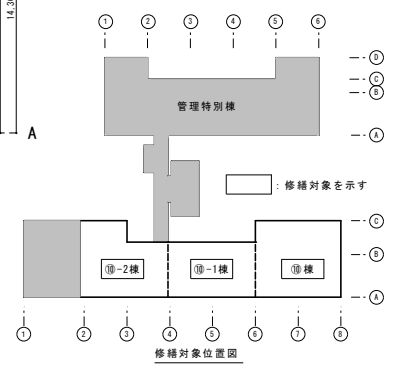 14,30
A
① ② ③ ④ ⑤ ⑥
Ⓓ
Ⓒ
Ⓑ
管理特別棟
Ⓐ
：修繕対象を示す
Ⓒ
Ⓑ
⑩-2棟 ⑩-1棟 ⑩棟
Ⓐ
① ② ③ ④ ⑤ ⑥ ⑦ ⑧
修繕対象位置図